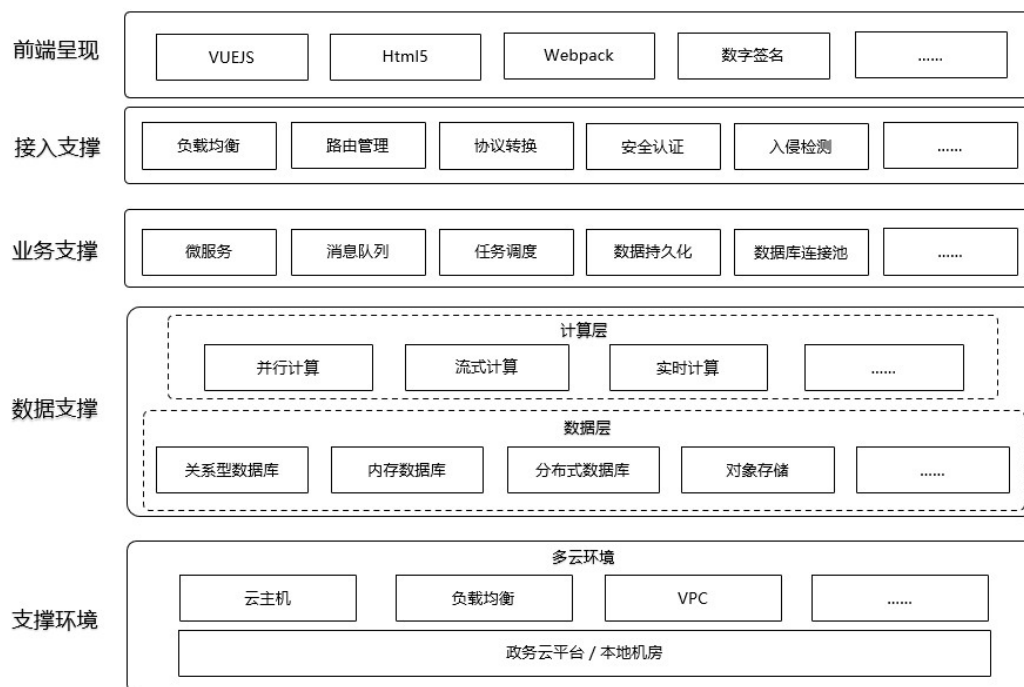 前端呈现
VUEJS
Html5
Webpack
数字签名
......
接入支撑
负载均衡
路由管理
协议转换
安全认证
入侵检测
......
业务支撑
微服务
消息队列
任务调度
数据持久化
数据库连接池
......
数据支撑
计算层
并行计算
流式计算
实时计算
......
数据层
关系型数据库
内存数据库
分布式数据库
对象存储
......
支撑环境
多云环境
云主机
负载均衡
VPC
......
政务云平台 / 本地机房